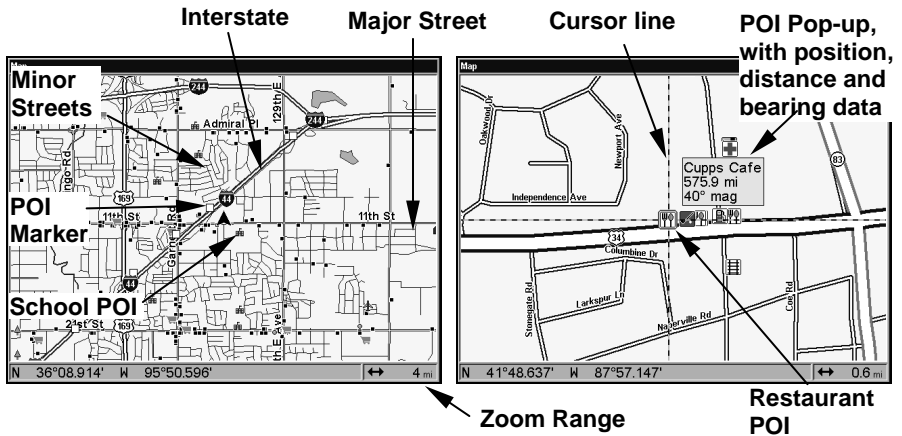 Interstate
Major Street
Cursor line
POI Pop-up,
with position,
distance and
bearing data
Map
Minor
Streets
244
Admiral Pl
129th/E
244
169
POI
Marker
44
11th St
11th St
44
School POI
21st St
169
N 36°08.914' W 95°50.596'
4 mi
Map
Oakwood Dr
Newport Ave
Independence Ave
Cupps Cafe
575.9 mi
40° mag
83
34
Columbine Dr
Stonegate Rd
Larkspur Ln
Naperville Rd
Coe Rd
N 41°48.637' W 87°57.147'
0.6 mi
Zoom Range
Restaurant
POI